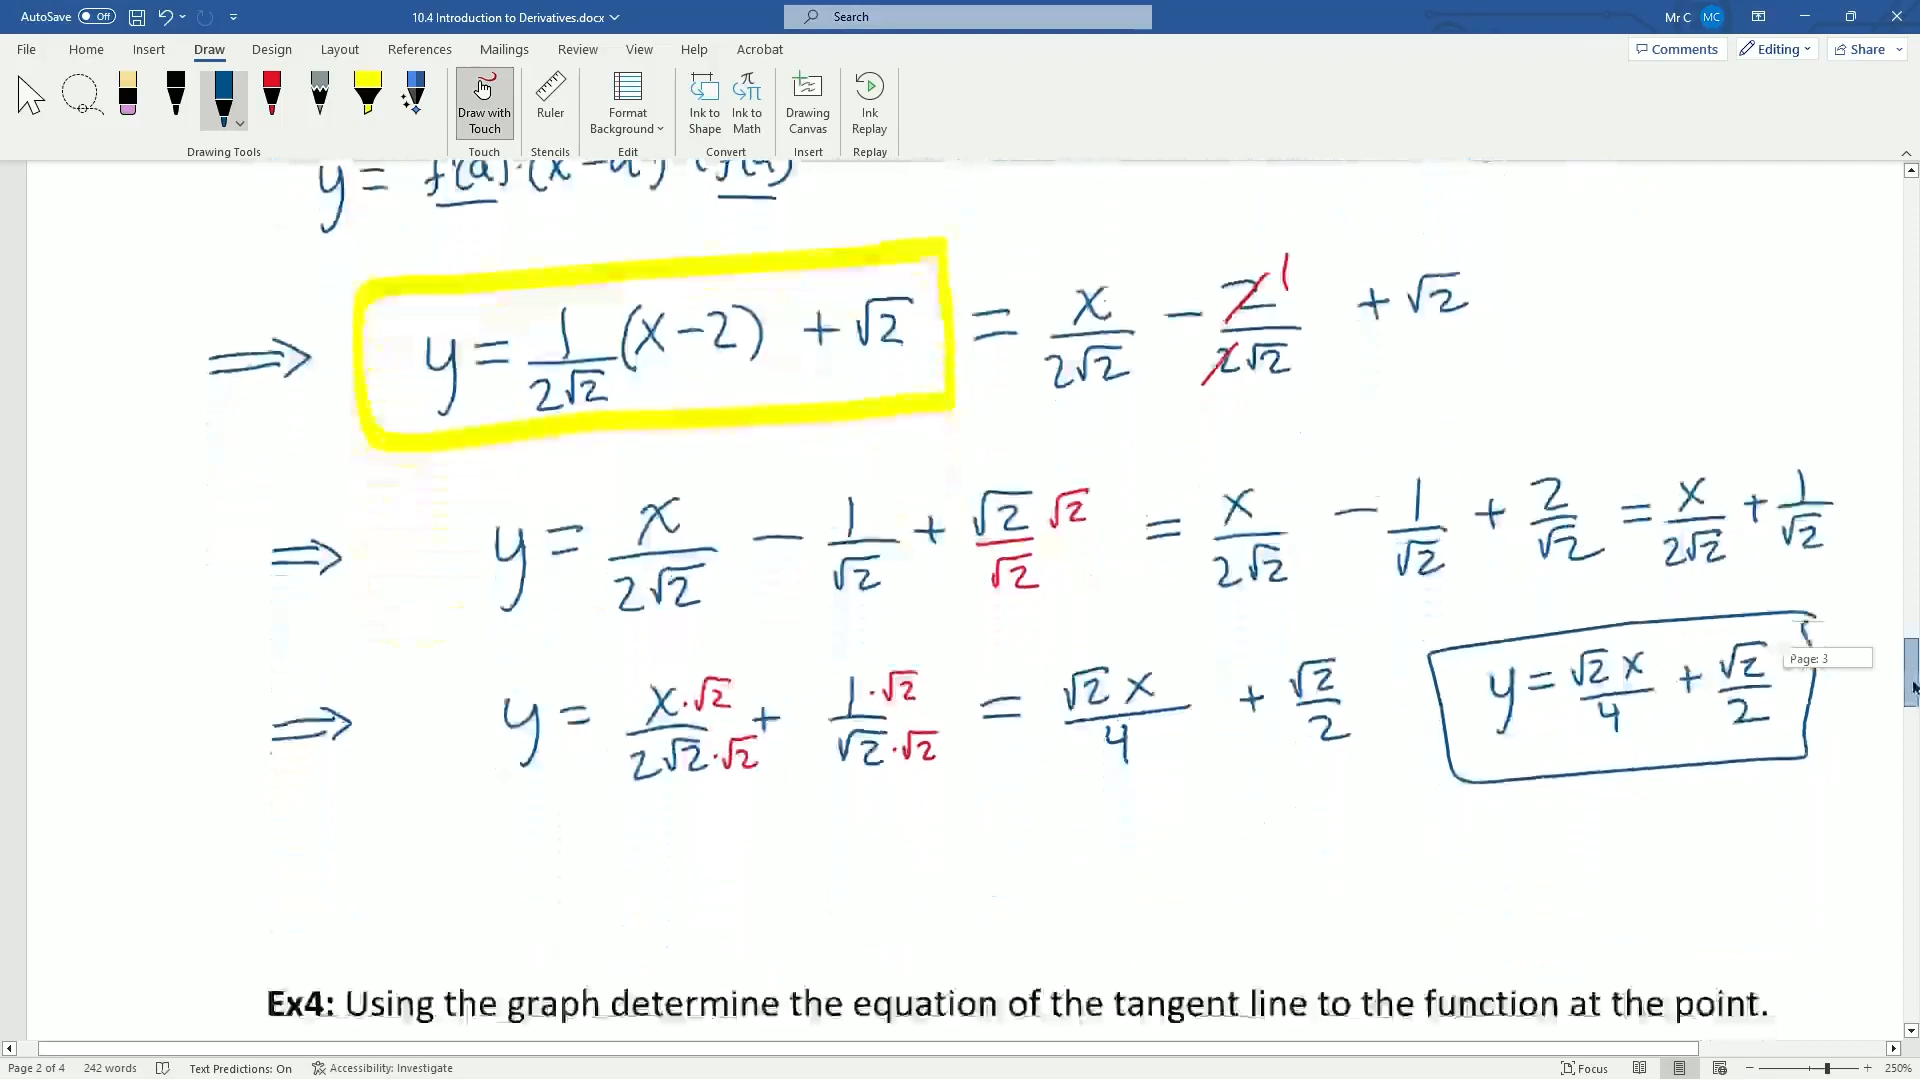 AutoSave Off 10.4 Introduction to Derivatives.docx Search Mr C MC
File Home Insert Draw Design Layout References Mailings Review View Help Acrobat Comments Editing Share
Draw with Touch Ruler Format Background Ink to Shape Ink to Math Drawing Canvas Ink Replay
Drawing Tools Touch Stencils Edit Convert Insert Replay
y = f'(a)·(x-a) + f(a)
⟹ y = 1/(2√2) (x-2) + √2 = x/(2√2) - 2/(2√2) 1 + √2
⟹ y = x/(2√2) - 1/√2 + √2 √2/√2 = x/(2√2) - 1/√2 + 2/√2 = x/(2√2) + 1/√2
⟹ y = x·√2/(2√2·√2) + 1·√2/(√2·√2) = √2 x/4 + √2/2 y = √2 x/4 + √2/2
Page: 3
Ex4: Using the graph determine the equation of the tangent line to the function at the point.
Page 2 of 4 242 words Text Predictions: On Accessibility: Investigate Focus 250%